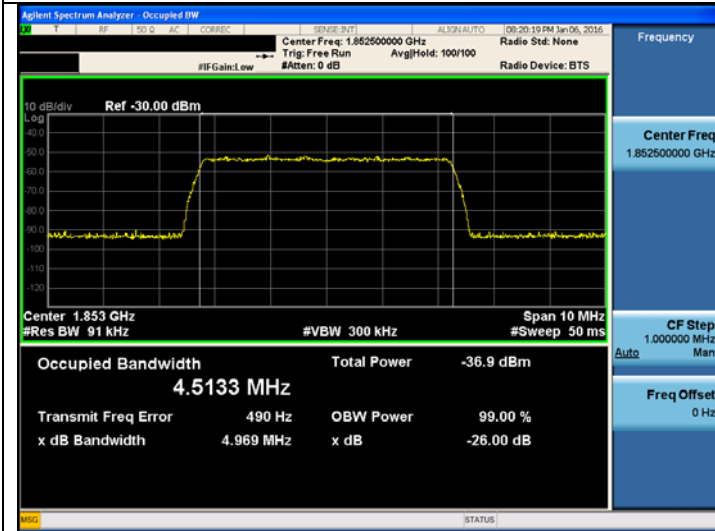 Agilent Spectrum Analyzer - Occupied BW
LXI T RF 50 Ω AC CORREC SENSE:INT ALIGN AUTO 08:20:19 PM Jan 06, 2016
Center Freq: 1.852500000 GHz Radio Std: None
Trig: Free Run Avg|Hold: 100/100
#IFGain:Low #Atten: 0 dB Radio Device: BTS
Frequency
10 dB/div Ref -30.00 dBm
Log
-40.0
-50.0
-60.0
-70.0
-80.0
-90.0
-100
-110
-120
Center 1.853 GHz Span 10 MHz
#Res BW 91 kHz #VBW 300 kHz #Sweep 50 ms
Occupied Bandwidth Total Power -36.9 dBm
4.5133 MHz
Transmit Freq Error 490 Hz OBW Power 99.00 %
x dB Bandwidth 4.969 MHz x dB -26.00 dB
Center Freq
1.852500000 GHz
CF Step
1.000000 MHz
Auto Man
Freq Offset
0 Hz
MSG STATUS